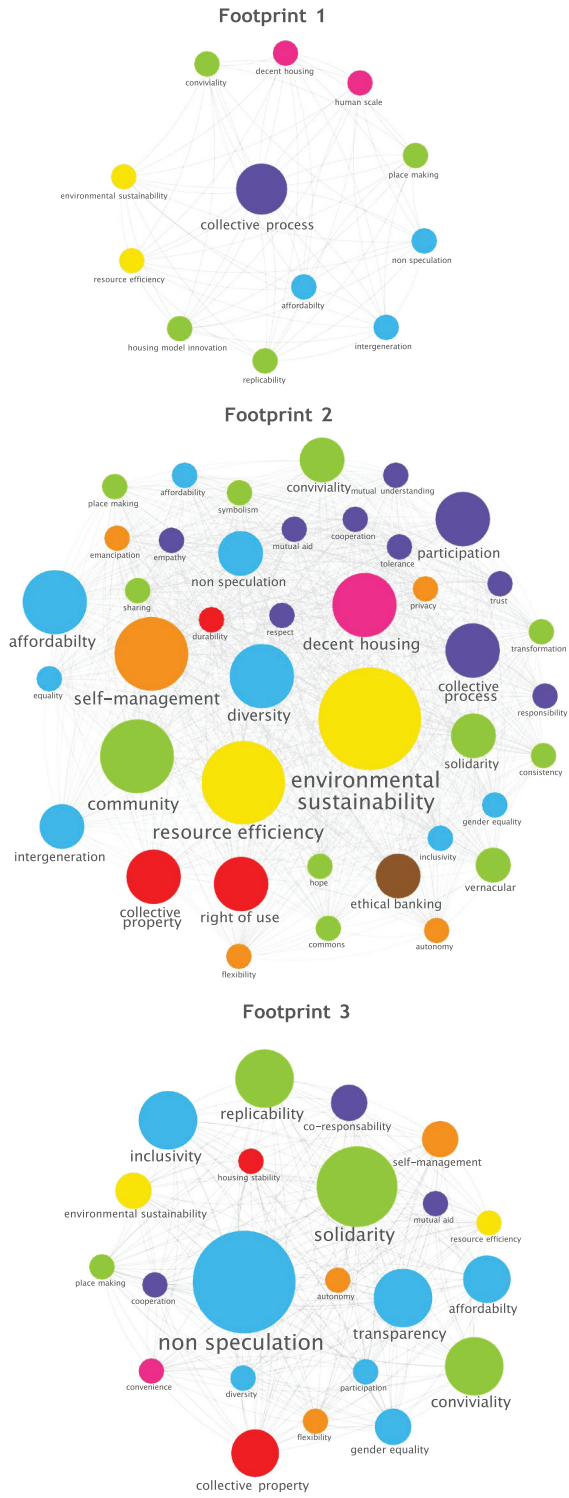 Footprint 1
decent housing
conviviality
human scale
place making
environmental sustainability
collective process
non speculation
resource efficiency
affordabilty
intergeneration
housing model innovation
replicability
Footprint 2
conviviality
mutual understanding
affordability
place making
symbolism
cooperation
mutual aid
participation
emancipation
empathy
tolerance
non speculation
trust
sharing
privacy
durability
respect
affordabilty
decent housing
transformation
equality
self-management
collective
process
responsibility
diversity
solidarity
consistency
environmental
sustainability
community
resource efficiency
gender equality
intergeneration
inclusivity
hope
vernacular
ethical banking
collective
property
right of use
commons
autonomy
flexibility
Footprint 3
replicability
co-responsability
inclusivity
self-management
housing stability
environmental sustainability
mutual aid
solidarity
resource efficiency
place making
cooperation
autonomy
affordabilty
transparency
non speculation
convenience
diversity
participation
conviviality
flexibility
gender equality
collective property